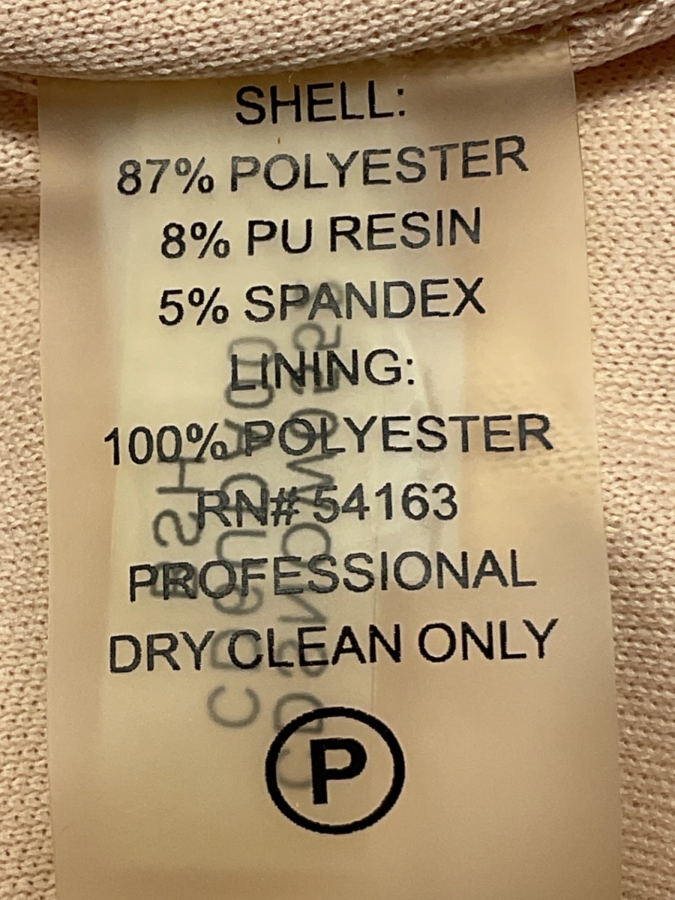 SHELL:
87% POLYESTER
8% PU RESIN
5% SPANDEX
LINING:
100% POLYESTER
RN# 54163
PROFESSIONAL
DRY CLEAN ONLY
P